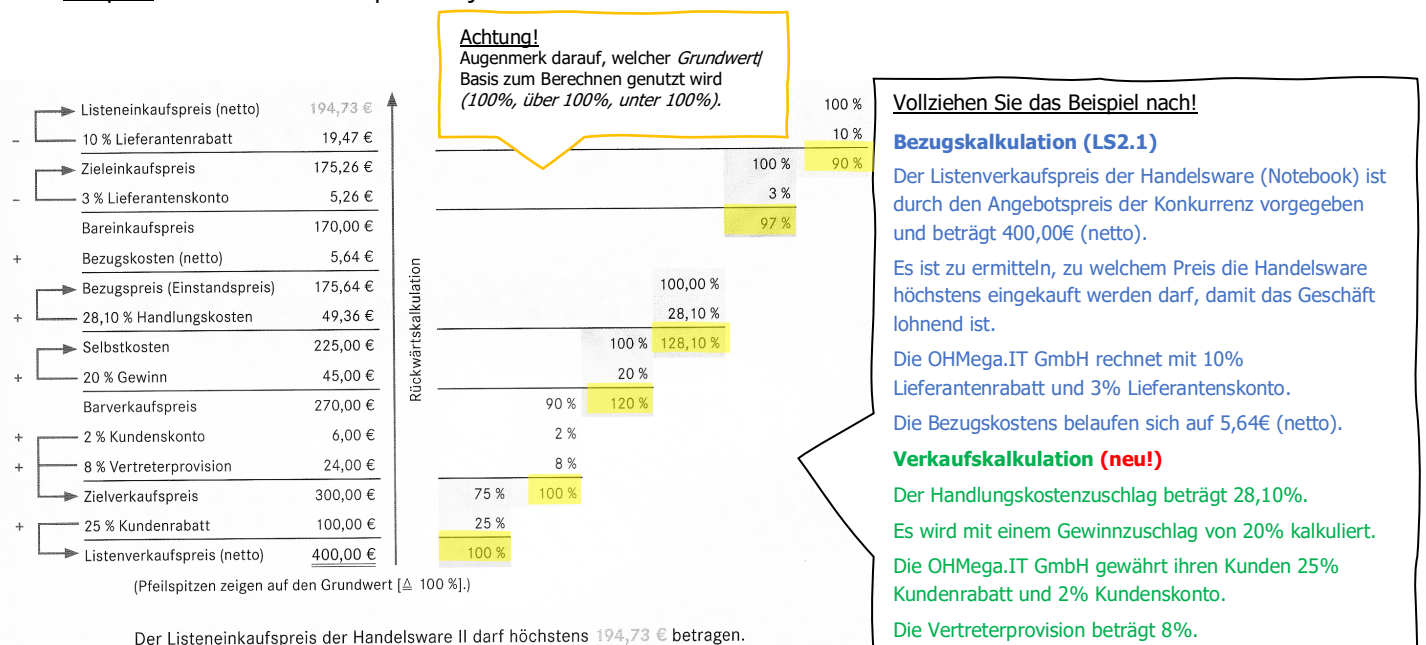 Achtung!
Augenmerk darauf, welcher Grundwert/
Basis zum Berechnen genutzt wird
(100%, über 100%, unter 100%).
Listeneinkaufspreis (netto) 194,73 € 100 %
- 10 % Lieferantenrabatt 19,47 € 10 %
Zieleinkaufspreis 175,26 € 100 % 90 %
- 3 % Lieferantenskonto 5,26 € 3 %
Bareinkaufspreis 170,00 € 97 %
+ Bezugskosten (netto) 5,64 €
Bezugspreis (Einstandspreis) 175,64 € 100,00 %
+ 28,10 % Handlungskosten 49,36 € 28,10 %
Selbstkosten 225,00 € 100 % 128,10 %
+ 20 % Gewinn 45,00 € 20 %
Barverkaufspreis 270,00 € 90 % 120 %
+ 2 % Kundenskonto 6,00 € 2 %
+ 8 % Vertreterprovision 24,00 € 8 %
Zielverkaufspreis 300,00 € 75 % 100 %
+ 25 % Kundenrabatt 100,00 € 25 %
Listenverkaufspreis (netto) 400,00 € 100 %
Rückwärtskalkulation
(Pfeilspitzen zeigen auf den Grundwert [≙ 100 %].)
Der Listeneinkaufspreis der Handelsware II darf höchstens 194,73 € betragen.
Vollziehen Sie das Beispiel nach!
Bezugskalkulation (LS2.1)
Der Listenverkaufspreis der Handelsware (Notebook) ist
durch den Angebotspreis der Konkurrenz vorgegeben
und beträgt 400,00€ (netto).
Es ist zu ermitteln, zu welchem Preis die Handelsware
höchstens eingekauft werden darf, damit das Geschäft
lohnend ist.
Die OHMega.IT GmbH rechnet mit 10%
Lieferantenrabatt und 3% Lieferantenskonto.
Die Bezugskostens belaufen sich auf 5,64€ (netto).
Verkaufskalkulation (neu!)
Der Handlungskostenzuschlag beträgt 28,10%.
Es wird mit einem Gewinnzuschlag von 20% kalkuliert.
Die OHMega.IT GmbH gewährt ihren Kunden 25%
Kundenrabatt und 2% Kundenskonto.
Die Vertreterprovision beträgt 8%.